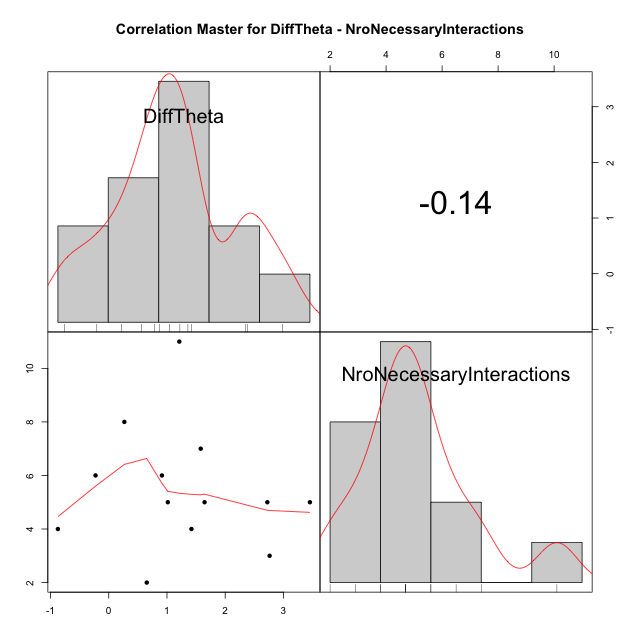 Correlation Master for DiffTheta - NroNecessaryInteractions
2 4 6 8 10
DiffTheta
-0.14
3
2
1
0
-1
NroNecessaryInteractions
10
8
6
4
2
-1 0 1 2 3